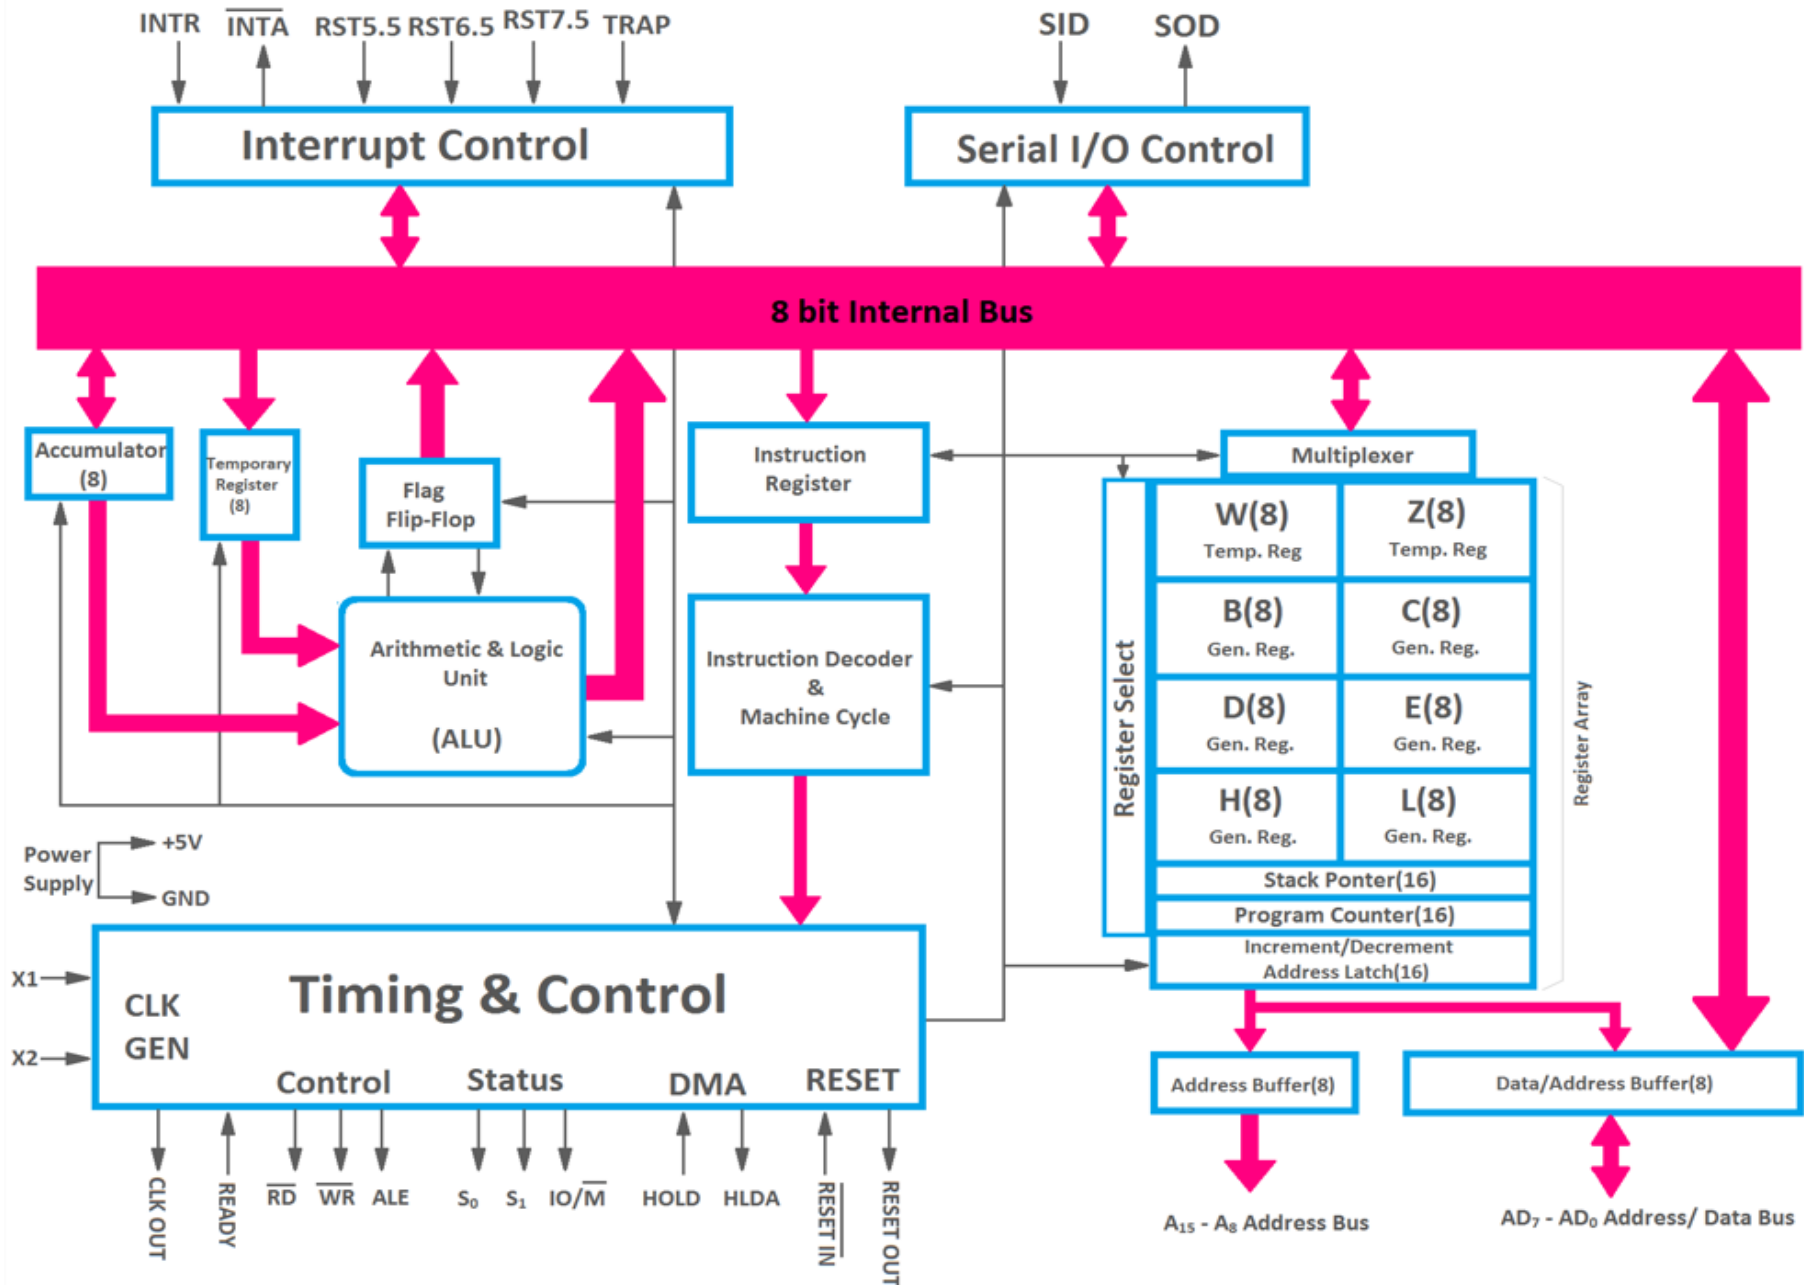 INTR INTA RST5.5 RST6.5 RST7.5 TRAP
SID SOD
Interrupt Control
Serial I/O Control
8 bit Internal Bus
Accumulator
(8)
Temporary
Register
(8)
Flag
Flip-Flop
Instruction
Register
Multiplexer
Arithmetic & Logic
Unit
(ALU)
Instruction Decoder
&
Machine Cycle
Register Select
W(8)
Temp. Reg
Z(8)
Temp. Reg
B(8)
Gen. Reg.
C(8)
Gen. Reg.
D(8)
Gen. Reg.
E(8)
Gen. Reg.
H(8)
Gen. Reg.
L(8)
Gen. Reg.
Stack Ponter(16)
Program Counter(16)
Increment/Decrement
Address Latch(16)
Register Array
Power
Supply
+5V
GND
X1
X2
CLK
GEN
Timing & Control
Control
Status
DMA
RESET
CLK OUT
READY
RD
WR
ALE
S₀
S₁
IO/M
HOLD
HLDA
RESET IN
RESET OUT
Address Buffer(8)
Data/Address Buffer(8)
A₁₅ - A₈ Address Bus
AD₇ - AD₀ Address/ Data Bus